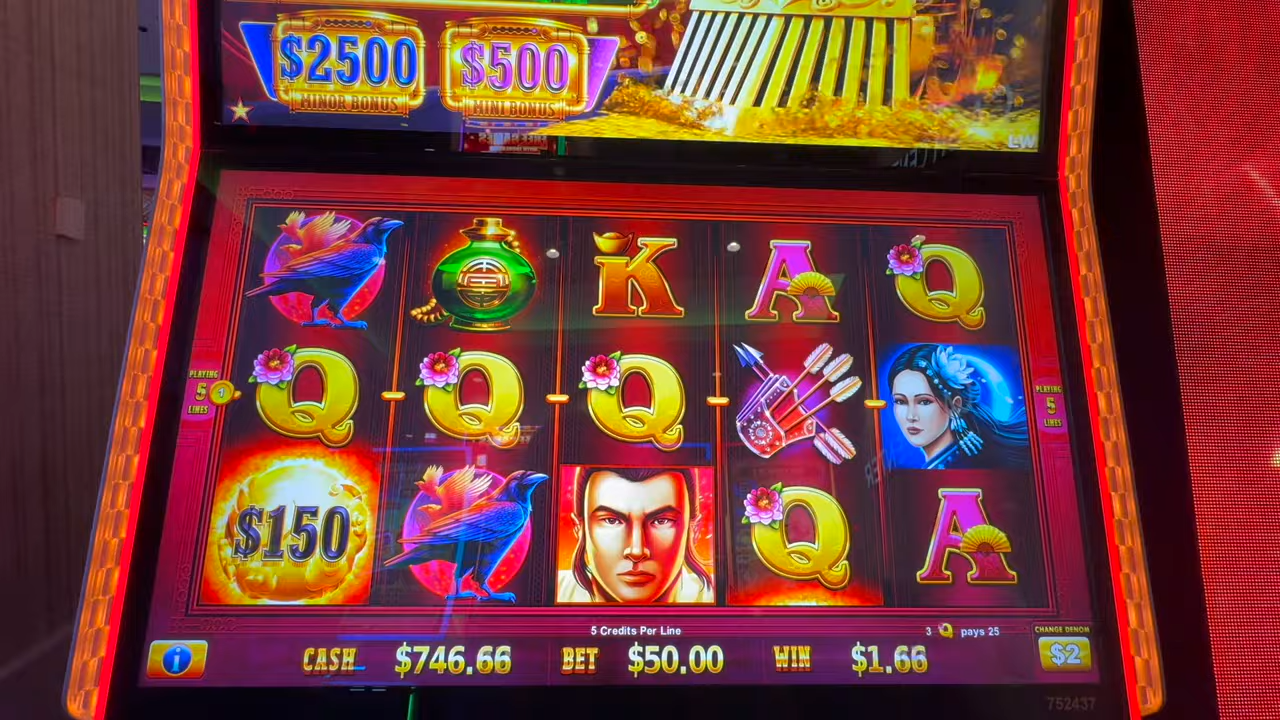 $2500
MINOR BONUS
$500
MINI BONUS
LW
K
A
Q
PLAYING
5
LINES
1
Q
Q
Q
PLAYING
5
LINES
$150
Q
A
5 Credits Per Line
3 Q pays 25
CHANGE DENOM
$2
i
CASH
$746.66
BET
$50.00
WIN
$1.66
752437